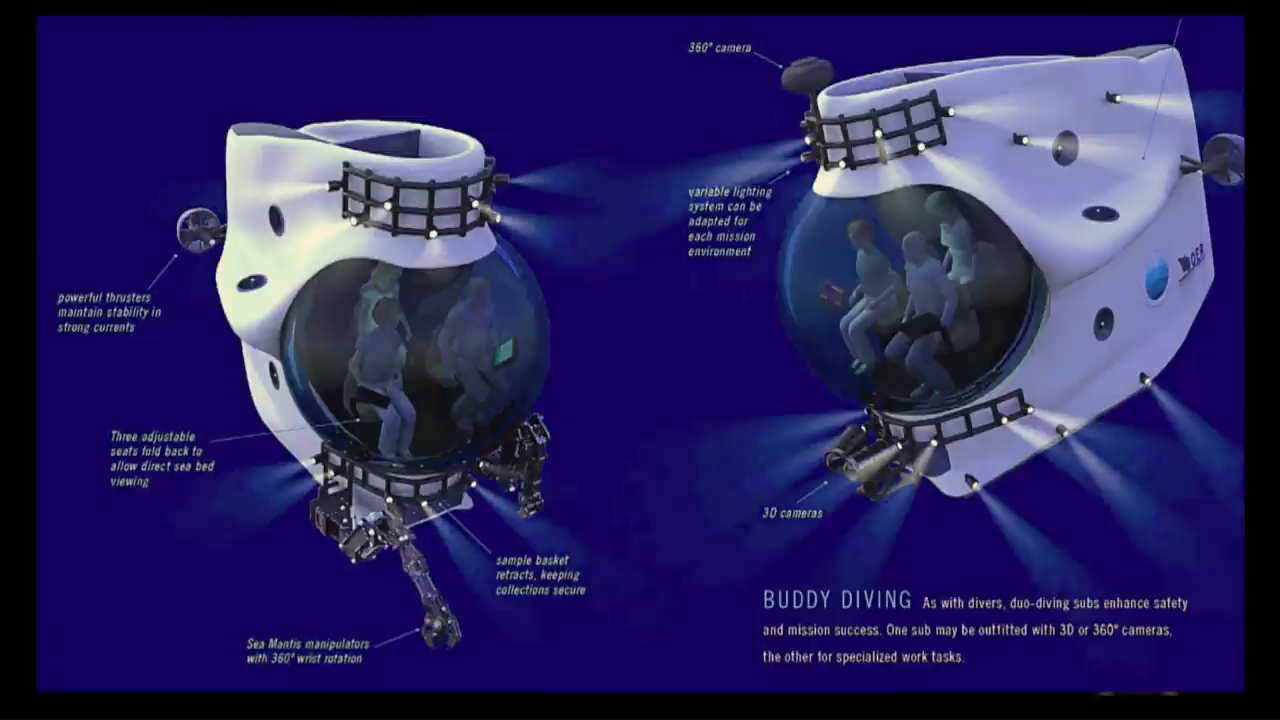 360° camera
variable lighting
system can be
adapted for
each mission
environment
powerful thrusters
maintain stability in
strong currents
Three adjustable
seats fold back to
allow direct sea bed
viewing
3D cameras
sample basket
retracts, keeping
collections secure
Sea Mantis manipulators
with 360° wrist rotation
DOER
BUDDY DIVING As with divers, duo-diving subs enhance safety
and mission success. One sub may be outfitted with 3D or 360° cameras,
the other for specialized work tasks.